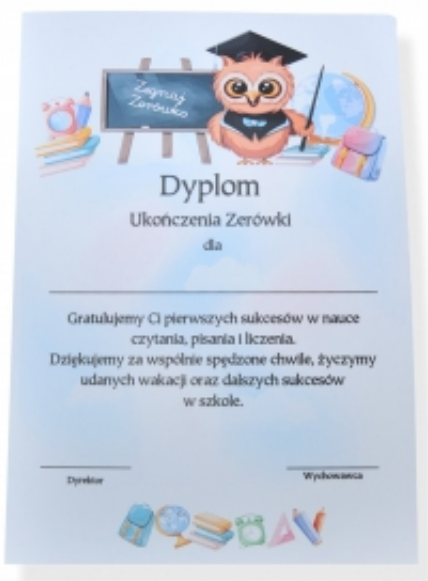 Żegnaj
Zerówko
Dyplom
Ukończenia Zerówki
dla
Gratulujemy Ci pierwszych sukcesów w nauce
czytania, pisania i liczenia.
Dziękujemy za wspólnie spędzone chwile, życzymy
udanych wakacji oraz dalszych sukcesów
w szkole.
Dyrektor
Wychowawca